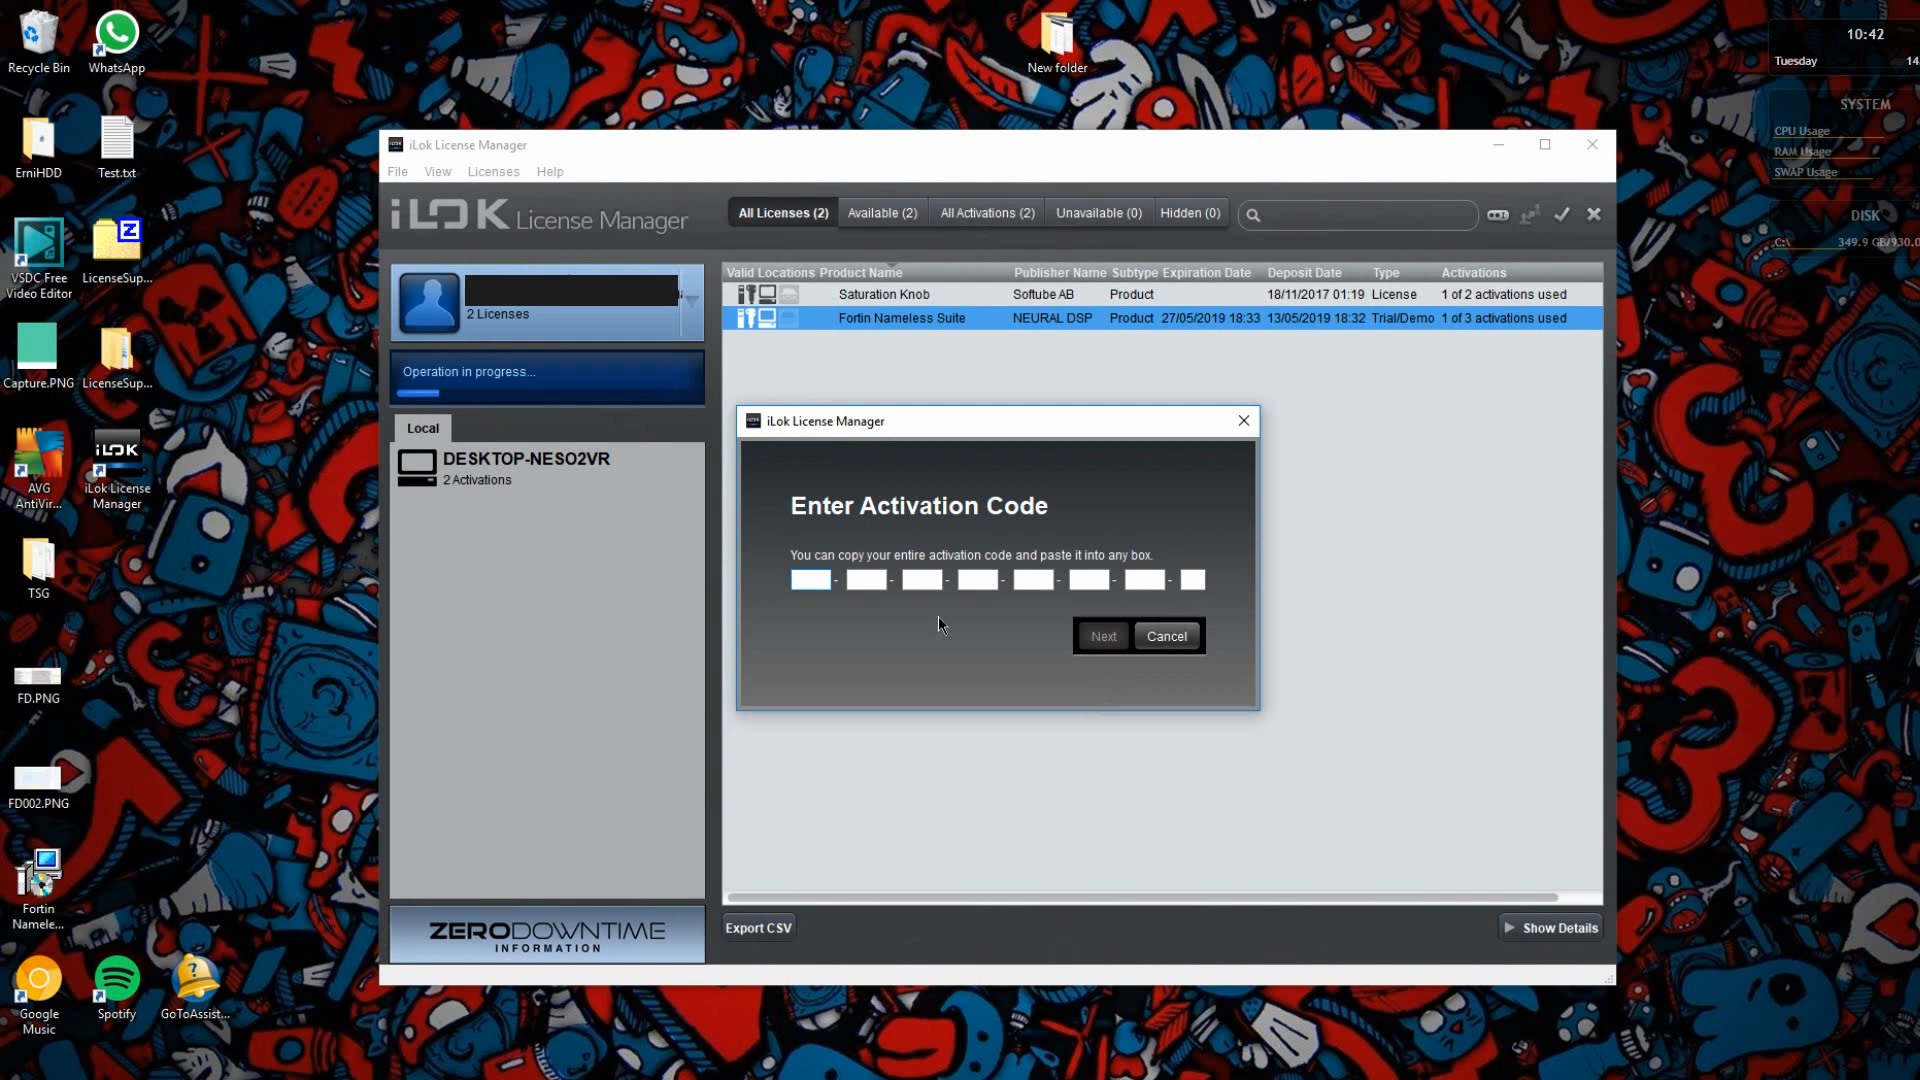 Recycle Bin
WhatsApp
New folder
10:42
Tuesday
14
SYSTEM
CPU Usage
RAM Usage
SWAP Usage
DISK
C:\
349.9 GB/930.0
ErniHDD
Test.txt
VSDC Free
Video Editor
LicenseSup...
Capture.PNG
LicenseSup...
AVG
AntiVir...
iLOK
iLok License
Manager
TSG
FD.PNG
FD002.PNG
Fortin
Namele...
Google
Music
Spotify
GoToAssist...
iLok License Manager
File View Licenses Help
iLOK License Manager
All Licenses (2) Available (2) All Activations (2) Unavailable (0) Hidden (0)
2 Licenses
Operation in progress...
Local
DESKTOP-NESO2VR
2 Activations
ZERODOWNTIME
INFORMATION
Valid Locations Product Name Publisher Name Subtype Expiration Date Deposit Date Type Activations
Saturation Knob Softube AB Product 18/11/2017 01:19 License 1 of 2 activations used
Fortin Nameless Suite NEURAL DSP Product 27/05/2019 18:33 13/05/2019 18:32 Trial/Demo 1 of 3 activations used
iLok License Manager
Enter Activation Code
You can copy your entire activation code and paste it into any box.
- - - - - - -
Next Cancel
Export CSV
Show Details